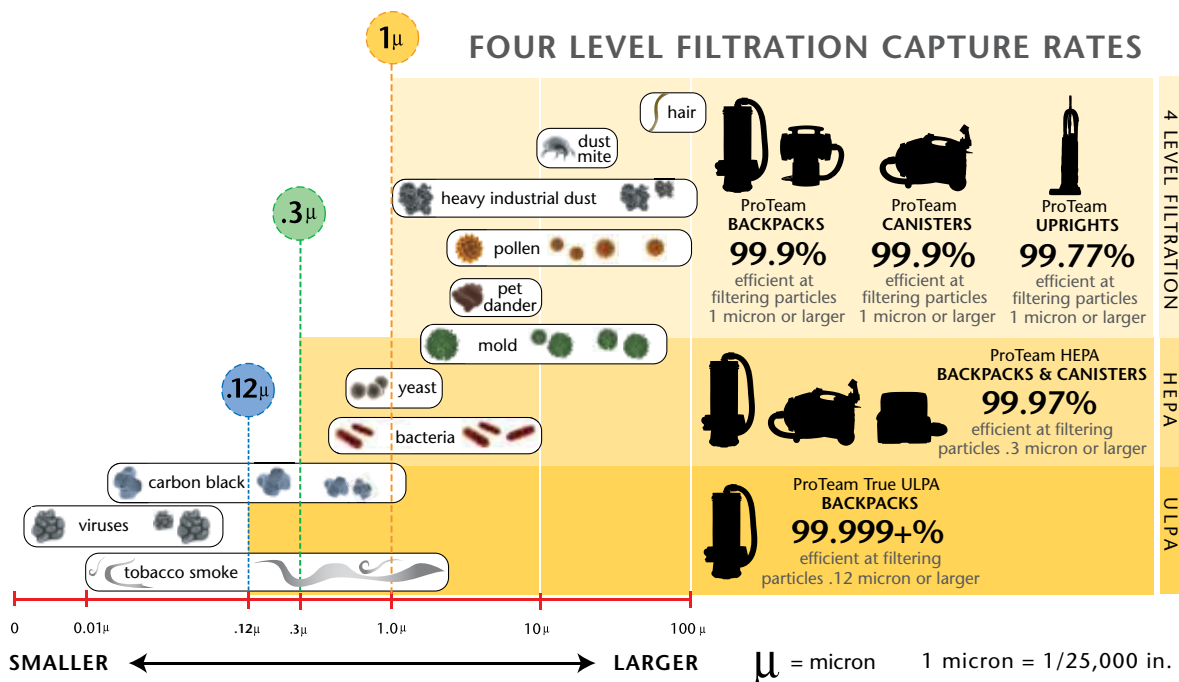 FOUR LEVEL FILTRATION CAPTURE RATES
1μ
.3μ
.12μ
hair
dust
mite
heavy industrial dust
pollen
pet
dander
mold
yeast
bacteria
carbon black
viruses
tobacco smoke
ProTeam
BACKPACKS
99.9%
efficient at
filtering particles
1 micron or larger
ProTeam
CANISTERS
99.9%
efficient at
filtering particles
1 micron or larger
ProTeam
UPRIGHTS
99.77%
efficient at
filtering particles
1 micron or larger
4 LEVEL FILTRATION
ProTeam HEPA
BACKPACKS & CANISTERS
99.97%
efficient at filtering
particles .3 micron or larger
HEPA
ProTeam True ULPA
BACKPACKS
99.999+%
efficient at filtering
particles .12 micron or larger
ULPA
0 0.01μ .12μ .3μ 1.0μ 10μ 100 μ
SMALLER LARGER
μ = micron 1 micron = 1/25,000 in.